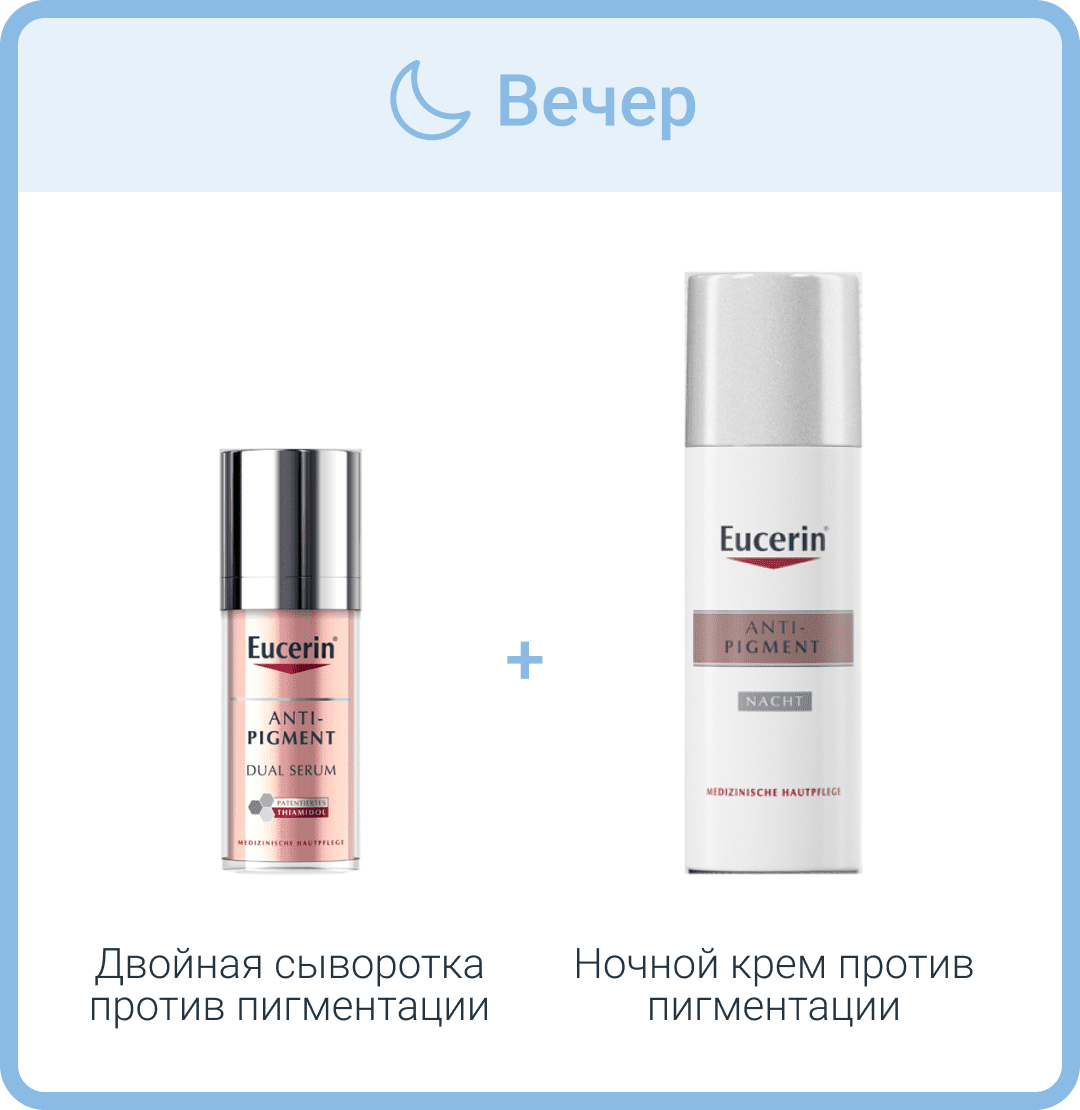 Вечер
Eucerin®
ANTI-
PIGMENT
DUAL SERUM
PATENTIERTES
THIAMIDOL
MEDIZINISCHE HAUTPFLEGE
+
Eucerin®
ANTI-
PIGMENT
NACHT
MEDIZINISCHE HAUTPFLEGE
Двойная сыворотка
против пигментации
Ночной крем против
пигментации